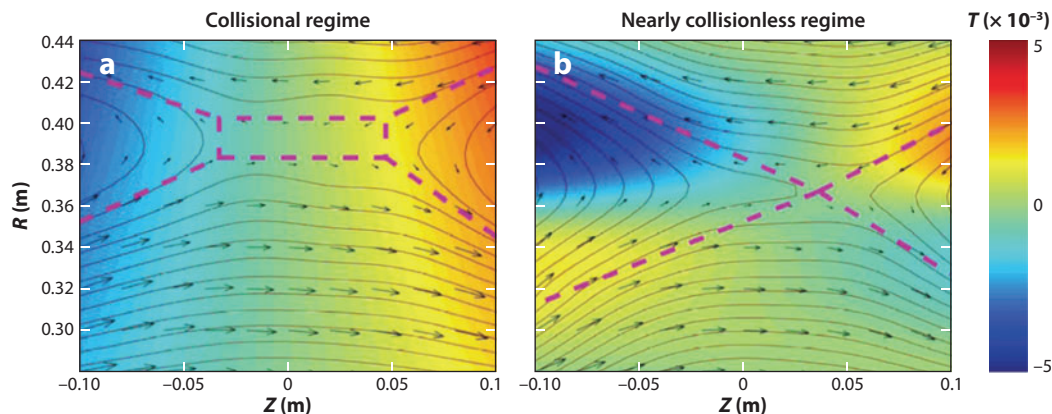 Collisional regime
Nearly collisionless regime
T (× 10⁻³)
a
b
0.44
0.42
0.40
0.38
0.36
0.34
0.32
0.30
R (m)
−0.10
−0.05
0
0.05
0.1
Z (m)
−0.10
−0.05
0
0.05
0.1
Z (m)
5
0
−5